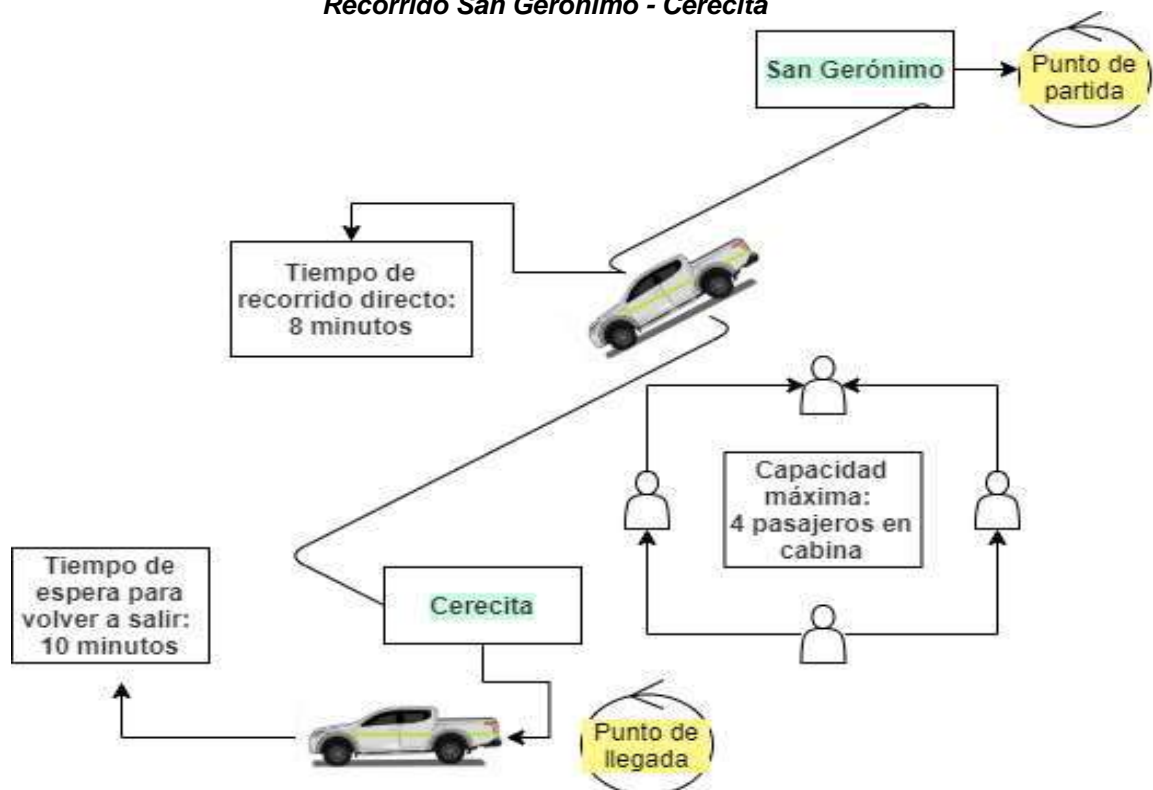 Recorrido San Gerónimo - Cerecita
San Gerónimo
Punto de
partida
Tiempo de
recorrido directo:
8 minutos
Capacidad
máxima:
4 pasajeros en
cabina
Tiempo de
espera para
volver a salir:
10 minutos
Cerecita
Punto de
llegada